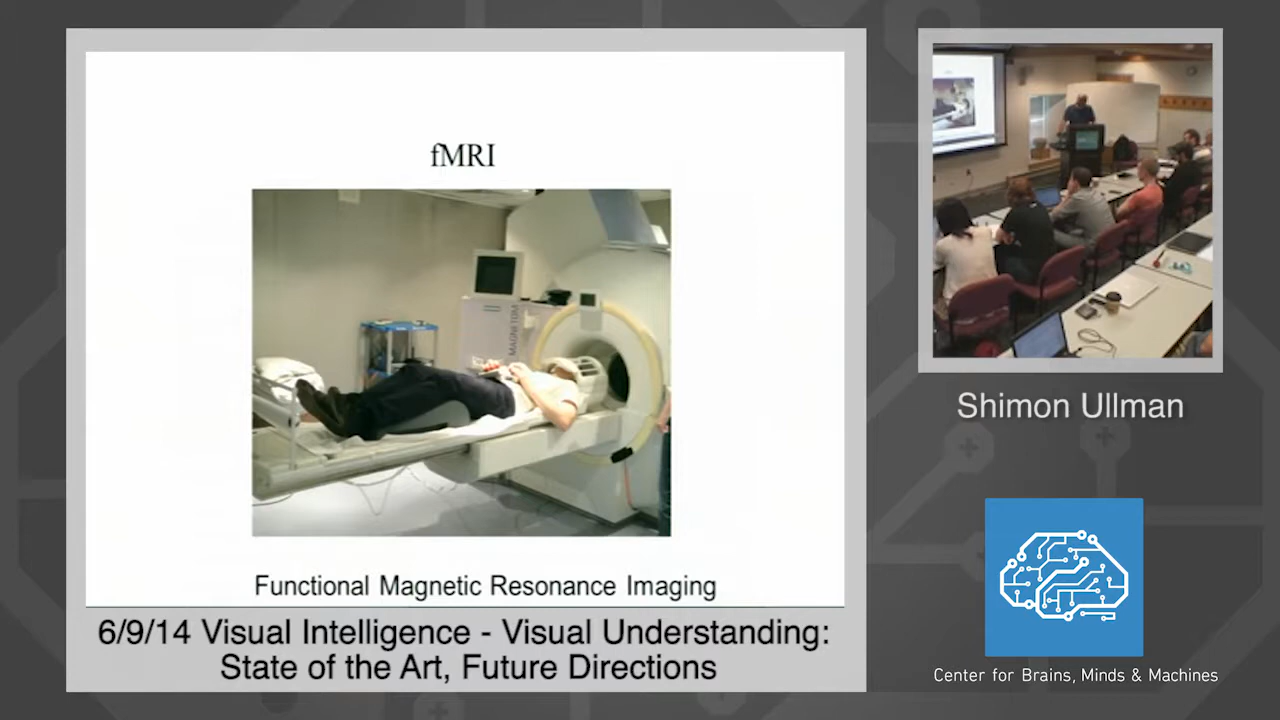 fMRI
MAGNETOM
Functional Magnetic Resonance Imaging
6/9/14 Visual Intelligence - Visual Understanding:
State of the Art, Future Directions
Shimon Ullman
Center for Brains, Minds & Machines